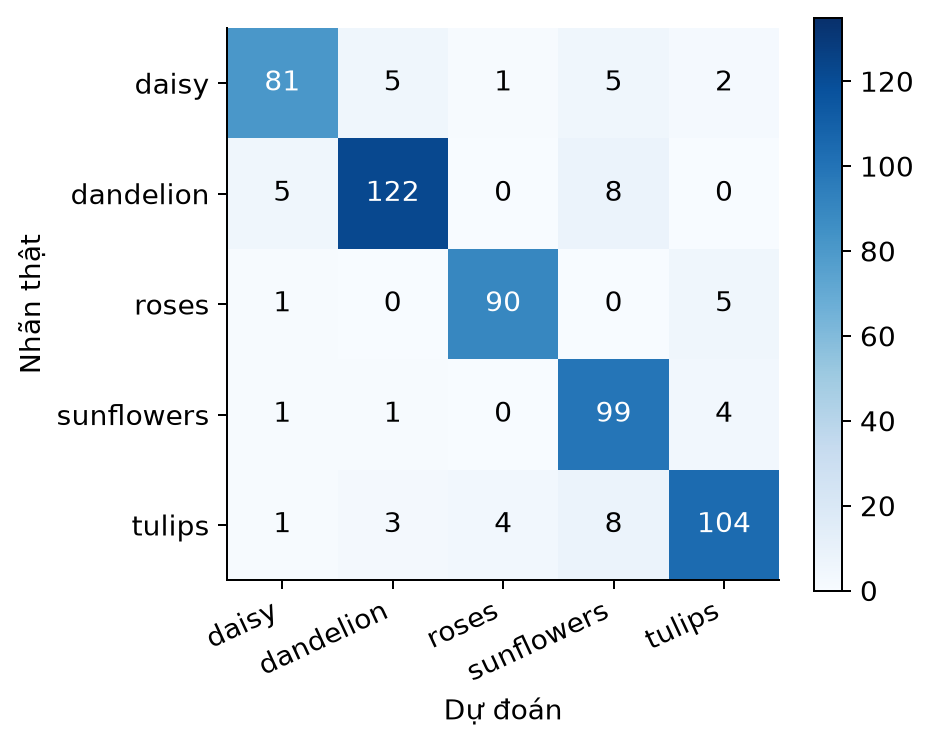 daisy 81 5 1 5 2
dandelion 5 122 0 8 0
roses 1 0 90 0 5
sunflowers 1 1 0 99 4
tulips 1 3 4 8 104
daisy dandelion roses sunflowers tulips
Dự đoán
Nhãn thật
120
100
80
60
40
20
0